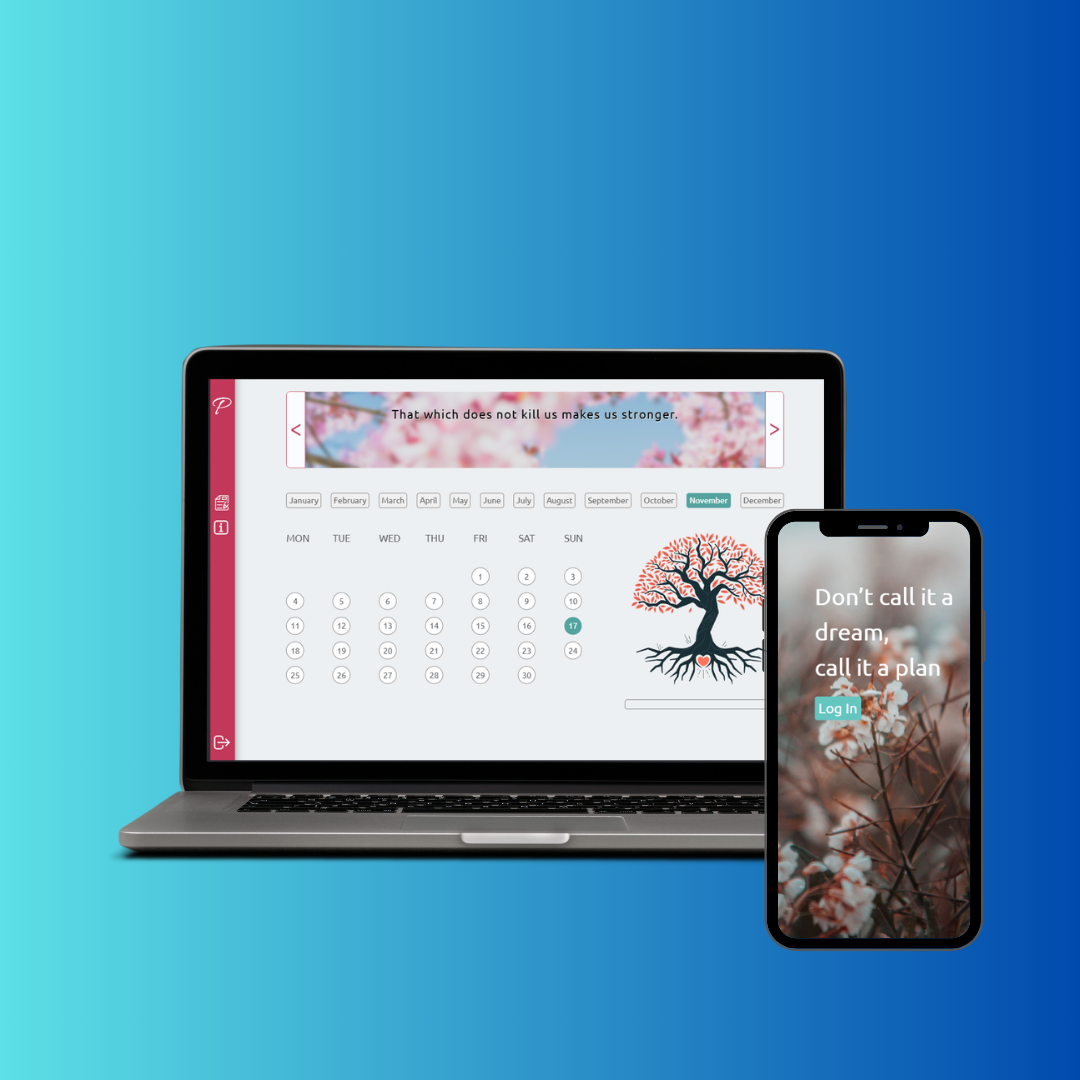 That which does not kill us makes us stronger.
< >
January February March April May June July August September October November December
MON TUE WED THU FRI SAT SUN
1 2 3
4 5 6 7 8 9 10
11 12 13 14 15 16 17
18 19 20 21 22 23 24
25 26 27 28 29 30
Don’t call it a
dream,
call it a plan
Log In